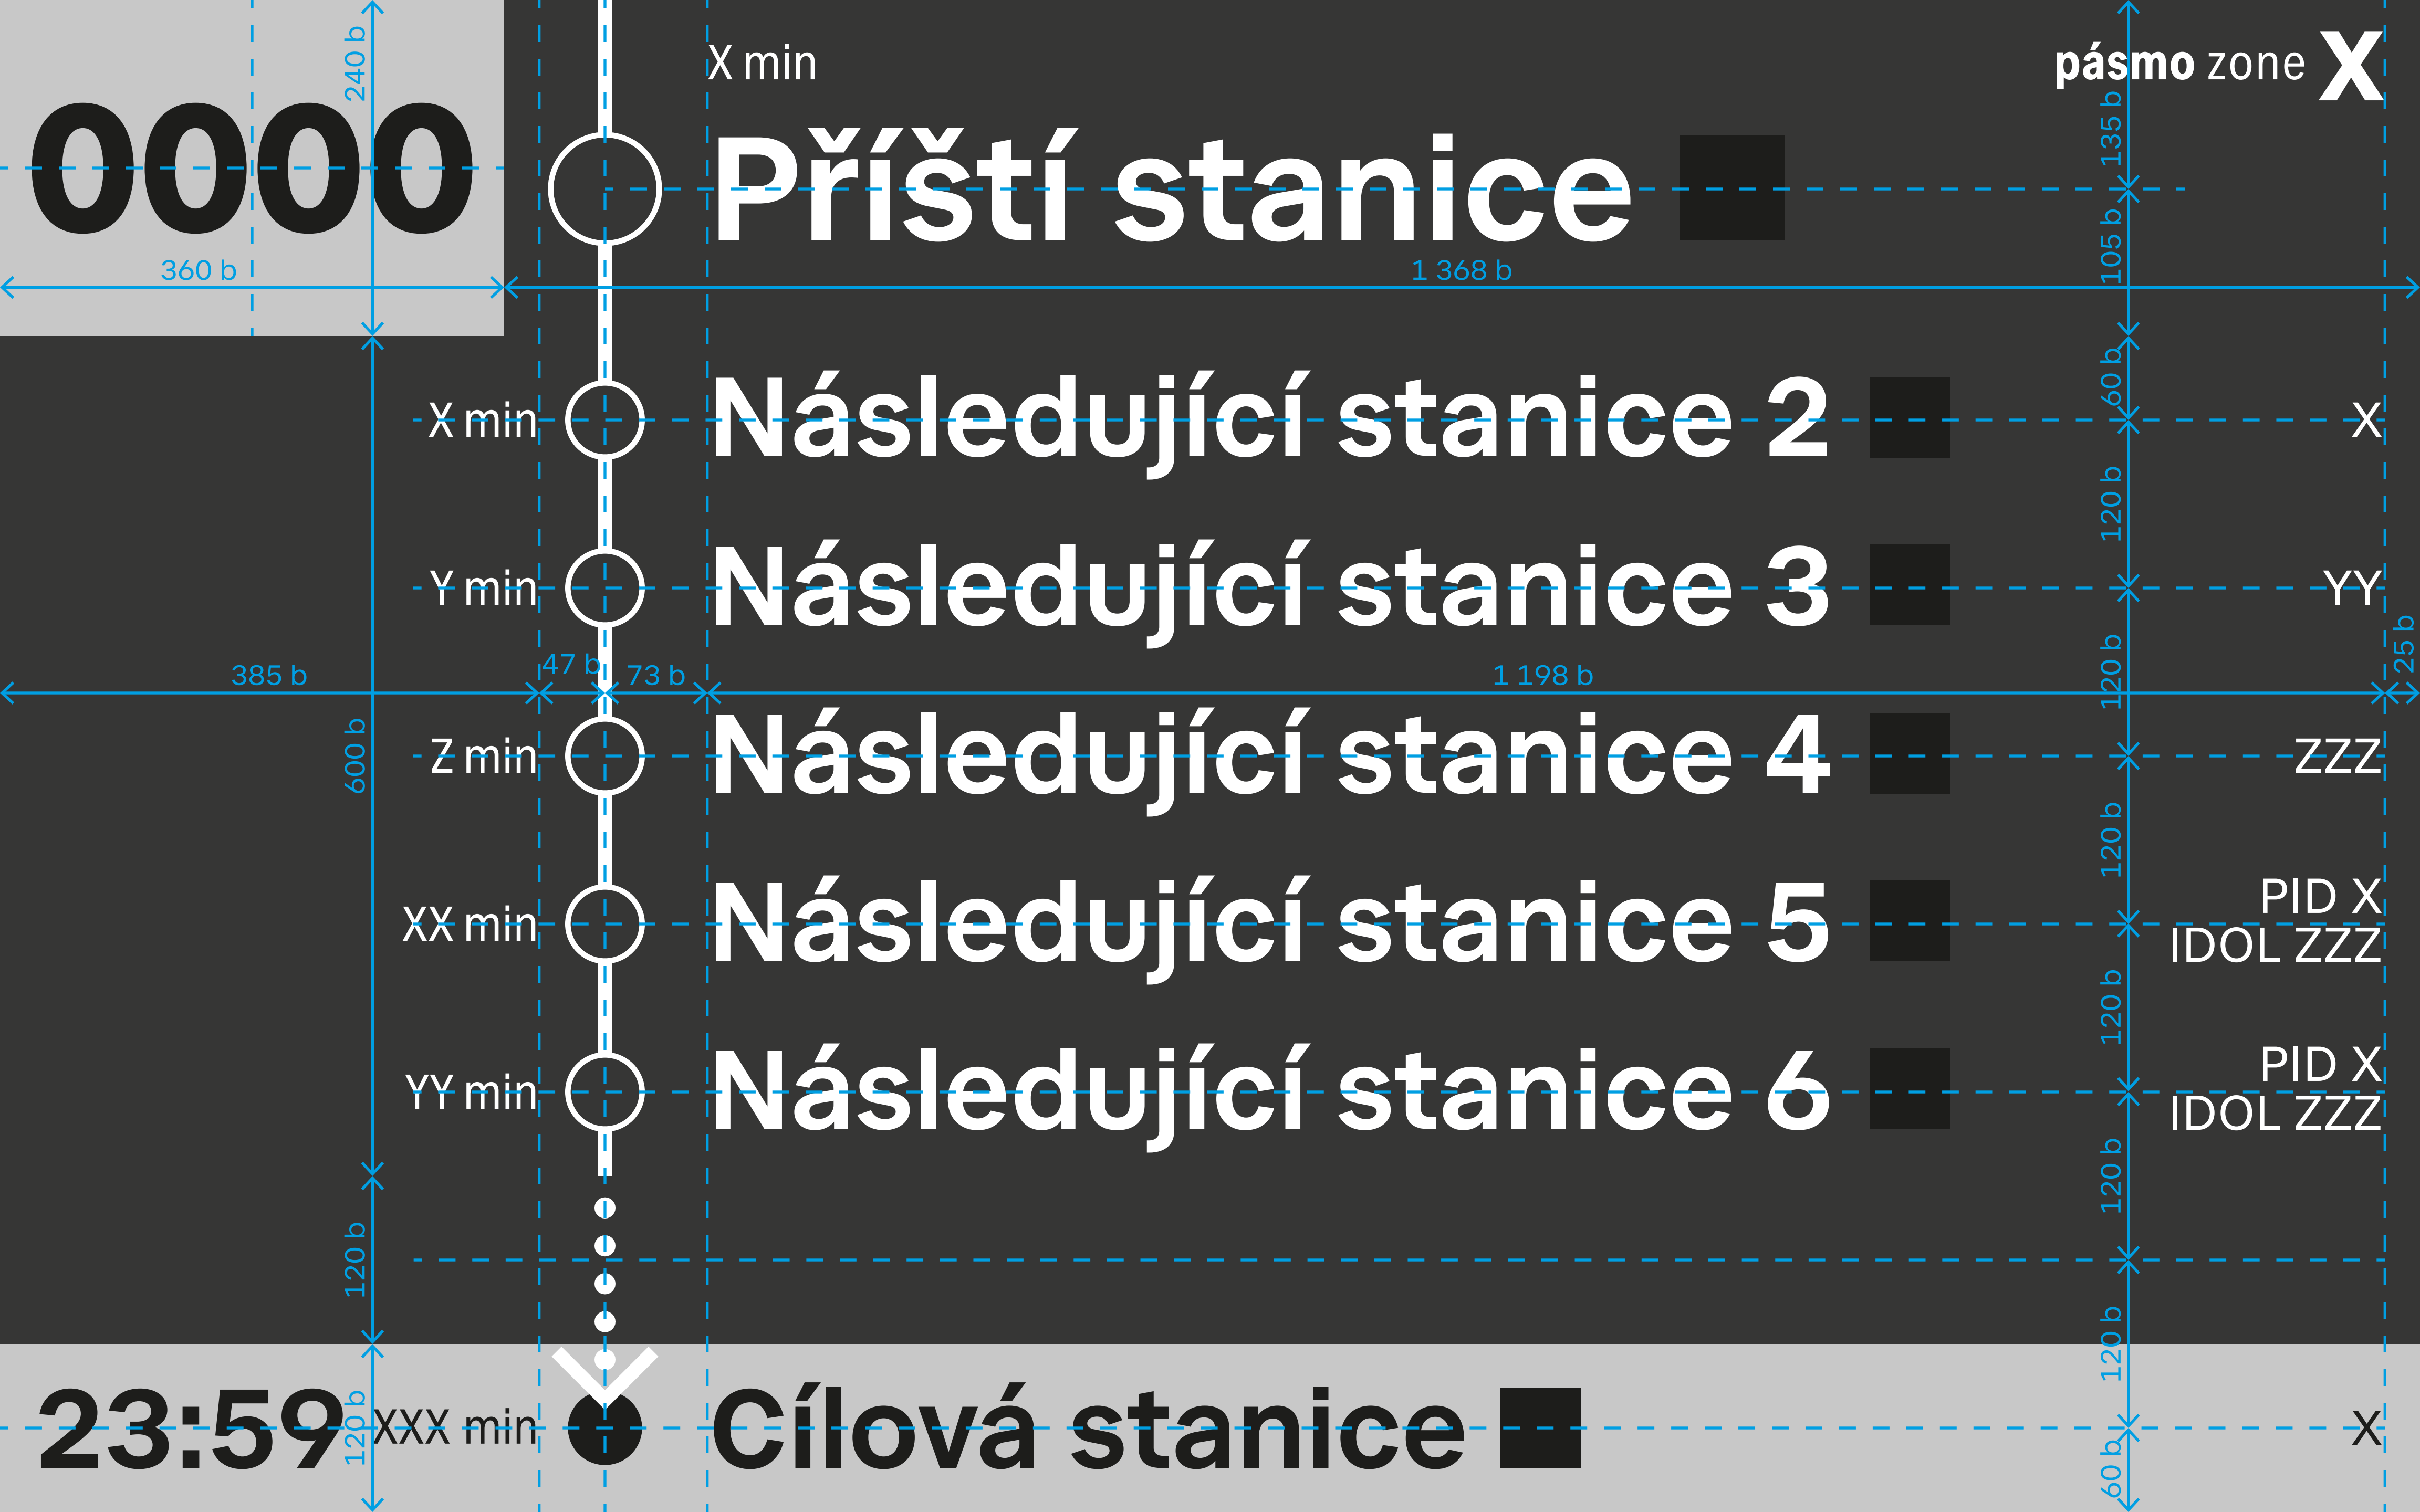 240 b
X min
pásmo zone X
135 b
0000
Příští stanice
105 b
360 b
1 368 b
60 b
X min
Následující stanice 2
X
120 b
Y min
Následující stanice 3
YY
25 b
385 b
47 b
73 b
1 198 b
120 b
600 b
Z min
Následující stanice 4
ZZZ
120 b
XX min
Následující stanice 5
PID X
IDOL ZZZ
120 b
YY min
Následující stanice 6
PID X
IDOL ZZZ
120 b
120 b
120 b
23:59
120 b
XXX min
Cílová stanice
X
60 b